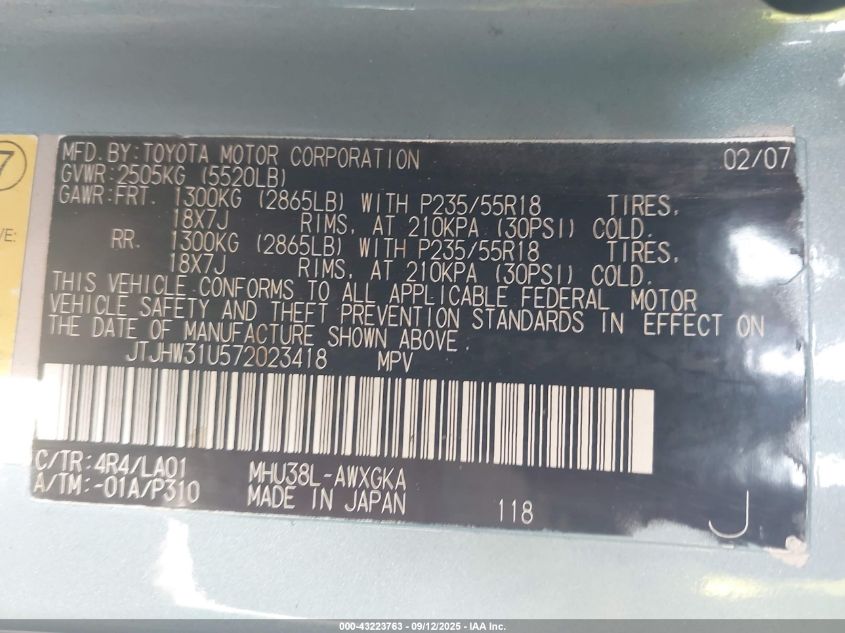 7
VE:
MFD. BY: TOYOTA MOTOR CORPORATION 02/07
GVWR: 2505KG (5520LB)
GAWR: FRT. 1300KG (2865LB) WITH P235/55R18 TIRES,
18X7J RIMS, AT 210KPA (30PSI) COLD.
RR. 1300KG (2865LB) WITH P235/55R18 TIRES,
18X7J RIMS, AT 210KPA (30PSI) COLD.
THIS VEHICLE CONFORMS TO ALL APPLICABLE FEDERAL MOTOR
VEHICLE SAFETY AND THEFT PREVENTION STANDARDS IN EFFECT ON
THE DATE OF MANUFACTURE SHOWN ABOVE.
JTJHW31U572023418 MPV
C/TR: 4R4/LA01 MHU38L-AWXGKA
A/TM: -01A/P310 MADE IN JAPAN 118 J
000-43223763 - 09/12/2025 - IAA Inc.